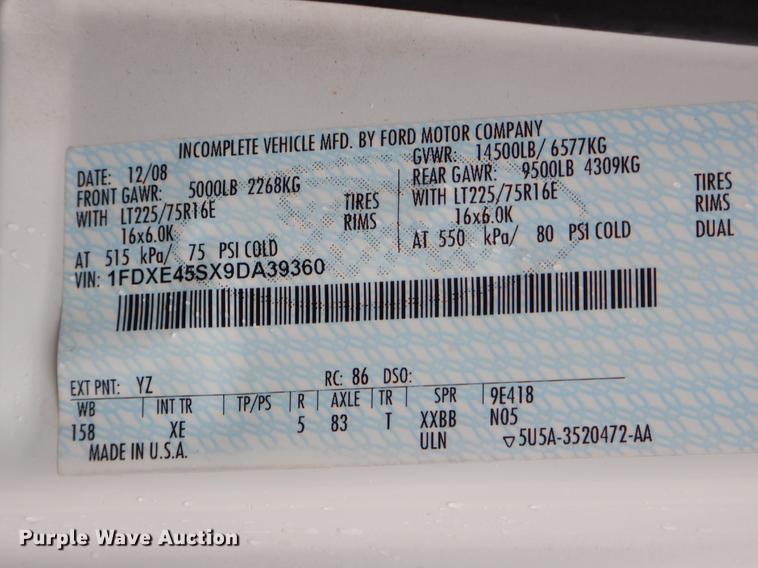 INCOMPLETE VEHICLE MFD. BY FORD MOTOR COMPANY
DATE: 12/08 GVWR: 14500LB/ 6577KG
FRONT GAWR: 5000LB 2268KG REAR GAWR: 9500LB 4309KG
WITH LT225/75R16E TIRES WITH LT225/75R16E TIRES
16x6.0K RIMS 16x6.0K RIMS
AT 515 kPa/ 75 PSI COLD AT 550 kPa/ 80 PSI COLD DUAL
VIN: 1FDXE45SX9DA39360
EXT PNT: YZ RC: 86 DSO:
WB INT TR TP/PS R AXLE TR SPR 9E418
158 XE 5 83 T XXBB N05
MADE IN U.S.A. ULN ▽5U5A-3520472-AA
Purple Wave Auction